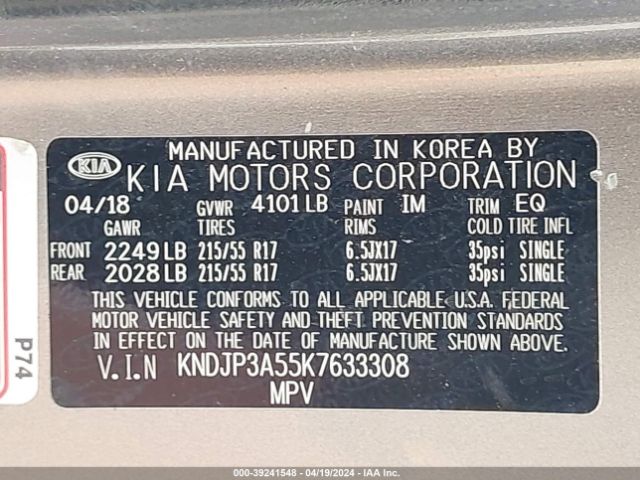 KIA MANUFACTURED IN KOREA BY
KIA MOTORS CORPORATION
04/18 GVWR 4101 LB PAINT IM TRIM EQ
GAWR TIRES RIMS COLD TIRE INFL
FRONT 2249 LB 215/55 R17 6.5JX17 35psi SINGLE
REAR 2028 LB 215/55 R17 6.5JX17 35psi SINGLE
THIS VEHICLE CONFORMS TO ALL APPLICABLE U.S.A. FEDERAL
MOTOR VEHICLE SAFETY AND THEFT PREVENTION STANDARDS
IN EFFECT ON THE DATE OF MANUFACTURE SHOWN ABOVE.
V.I.N KNDJP3A55K7633308
MPV
P74
000-39241548 - 04/19/2024 - IAA Inc.